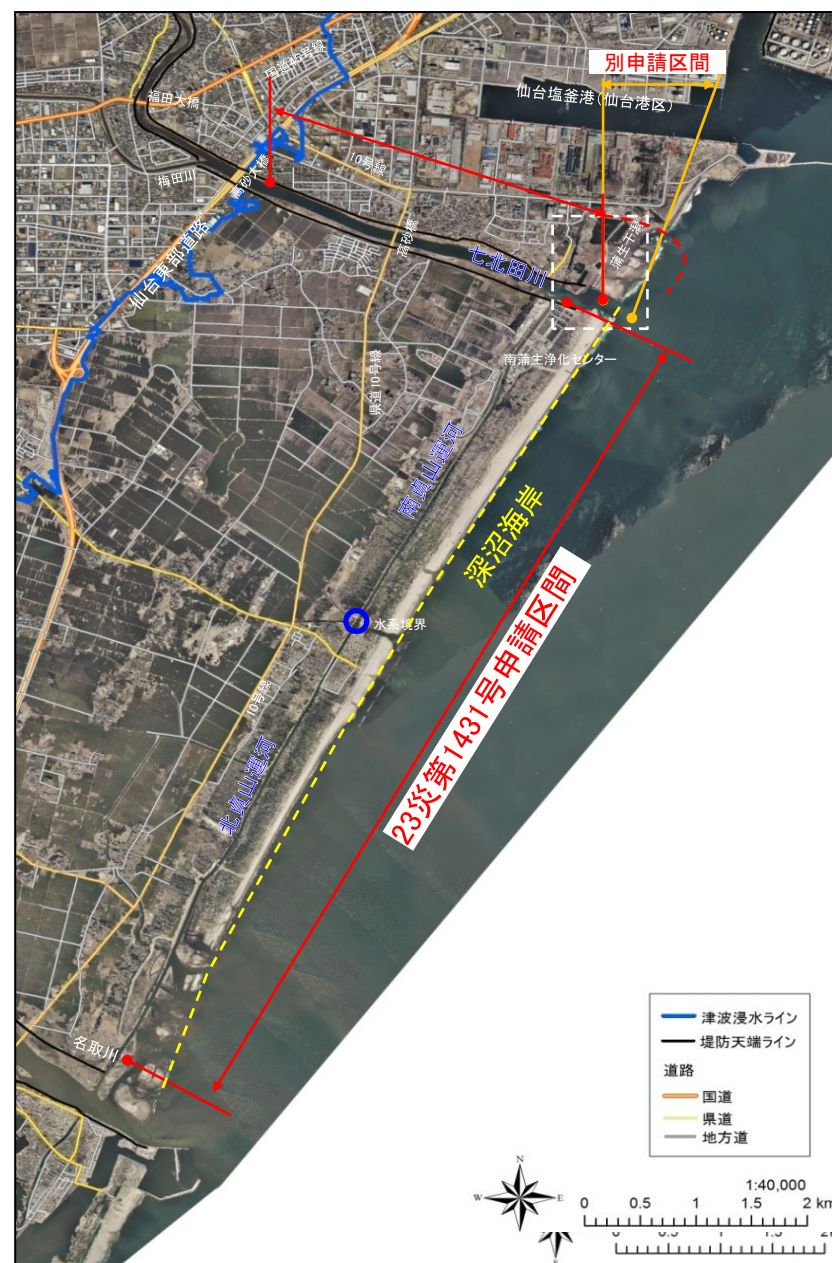 別申請区間
国道45号線
仙台塩釜港(仙台港区)
福田大橋
梅田川
高砂大橋
10号線
高砂橋
蒲生干潟
七北田川
仙台東部道路
南蒲生浄化センター
県道10号線
南貞山運河
深沼海岸
23災第1431号申請区間
水系境界
10号線
北貞山運河
名取川
津波浸水ライン
堤防天端ライン
道路
国道
県道
地方道
N
W
E
S
1:40,000
0 0.5 1 1.5 2 km